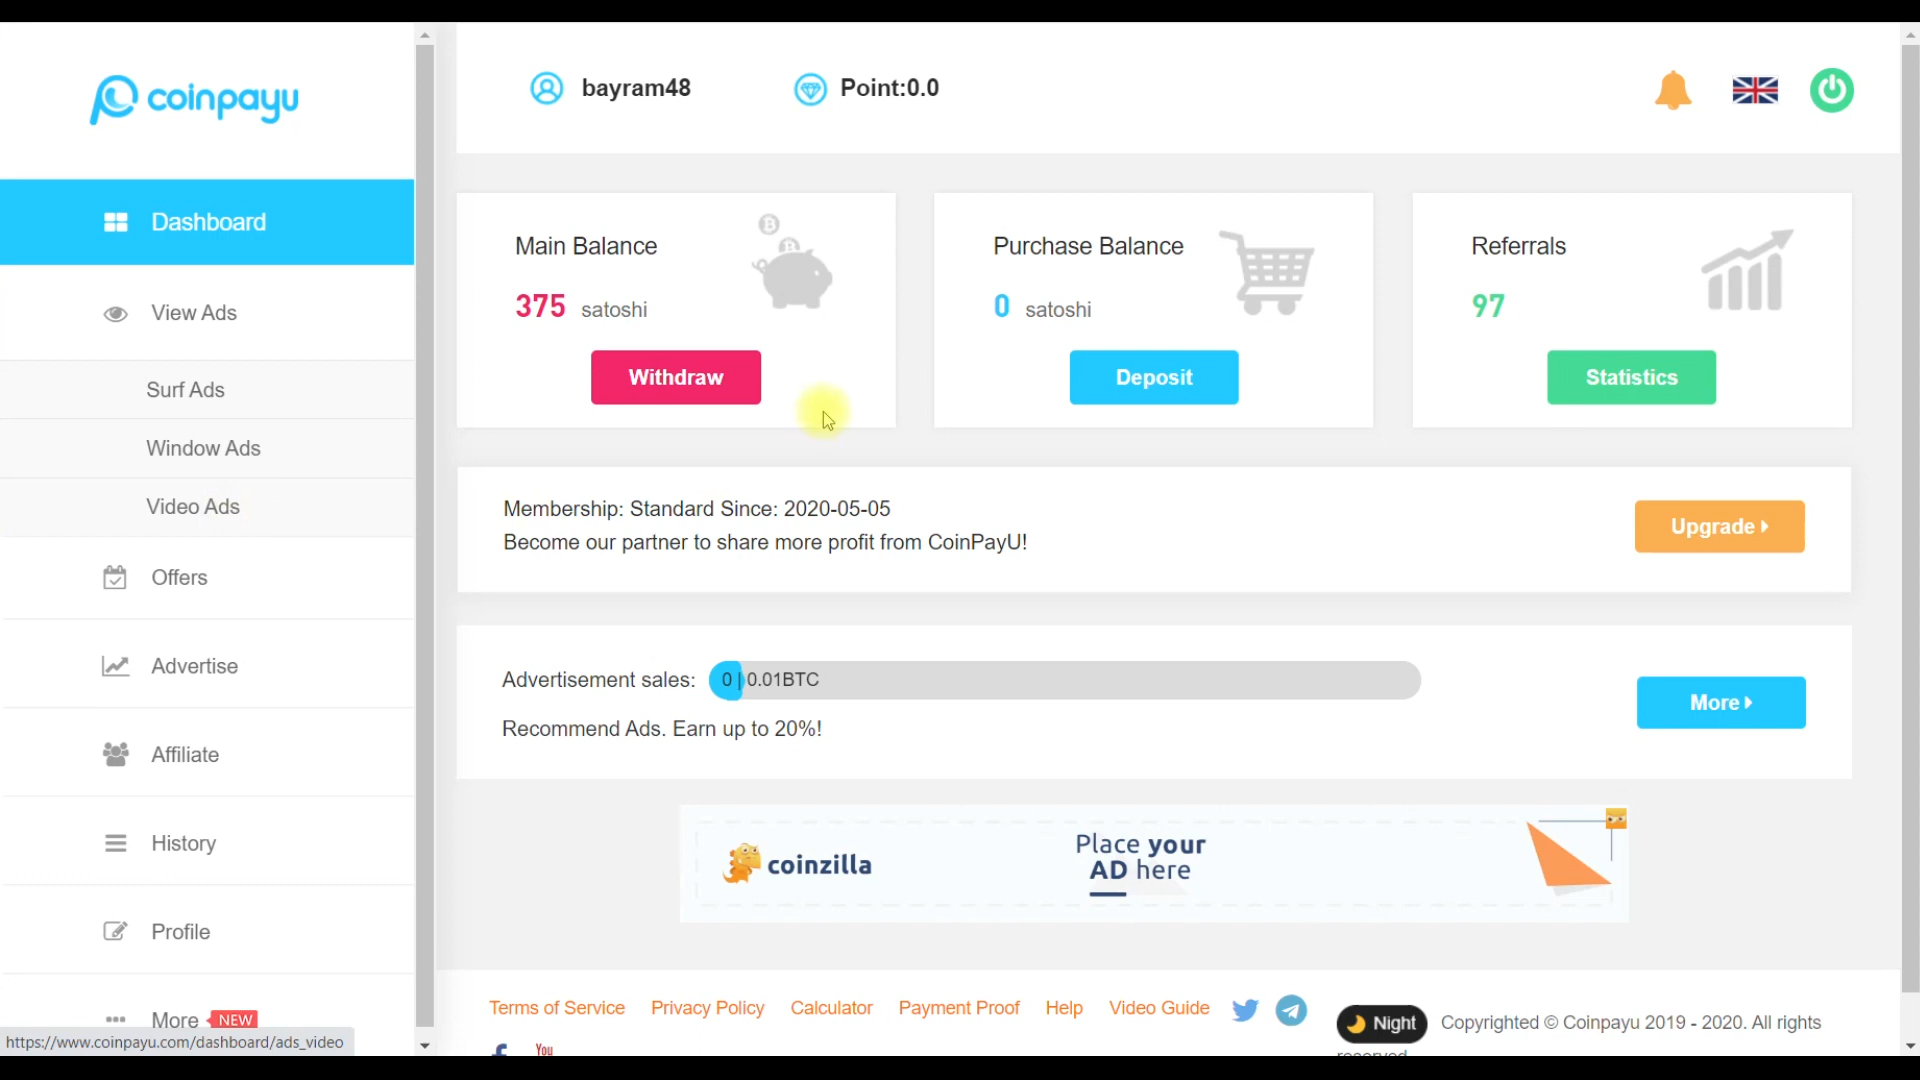 coinpayu
bayram48
Point:0.0
Dashboard
View Ads
Surf Ads
Window Ads
Video Ads
Offers
Advertise
Affiliate
History
Profile
More NEW
https://www.coinpayu.com/dashboard/ads_video
Main Balance
375 satoshi
Withdraw
Purchase Balance
0 satoshi
Deposit
Referrals
97
Statistics
Membership: Standard Since: 2020-05-05
Become our partner to share more profit from CoinPayU!
Upgrade
Advertisement sales: 0 | 0.01BTC
Recommend Ads. Earn up to 20%!
More
coinzilla
Place your
AD here
Terms of Service Privacy Policy Calculator Payment Proof Help Video Guide
You
Night
Copyrighted © Coinpayu 2019 - 2020. All rights
reserved